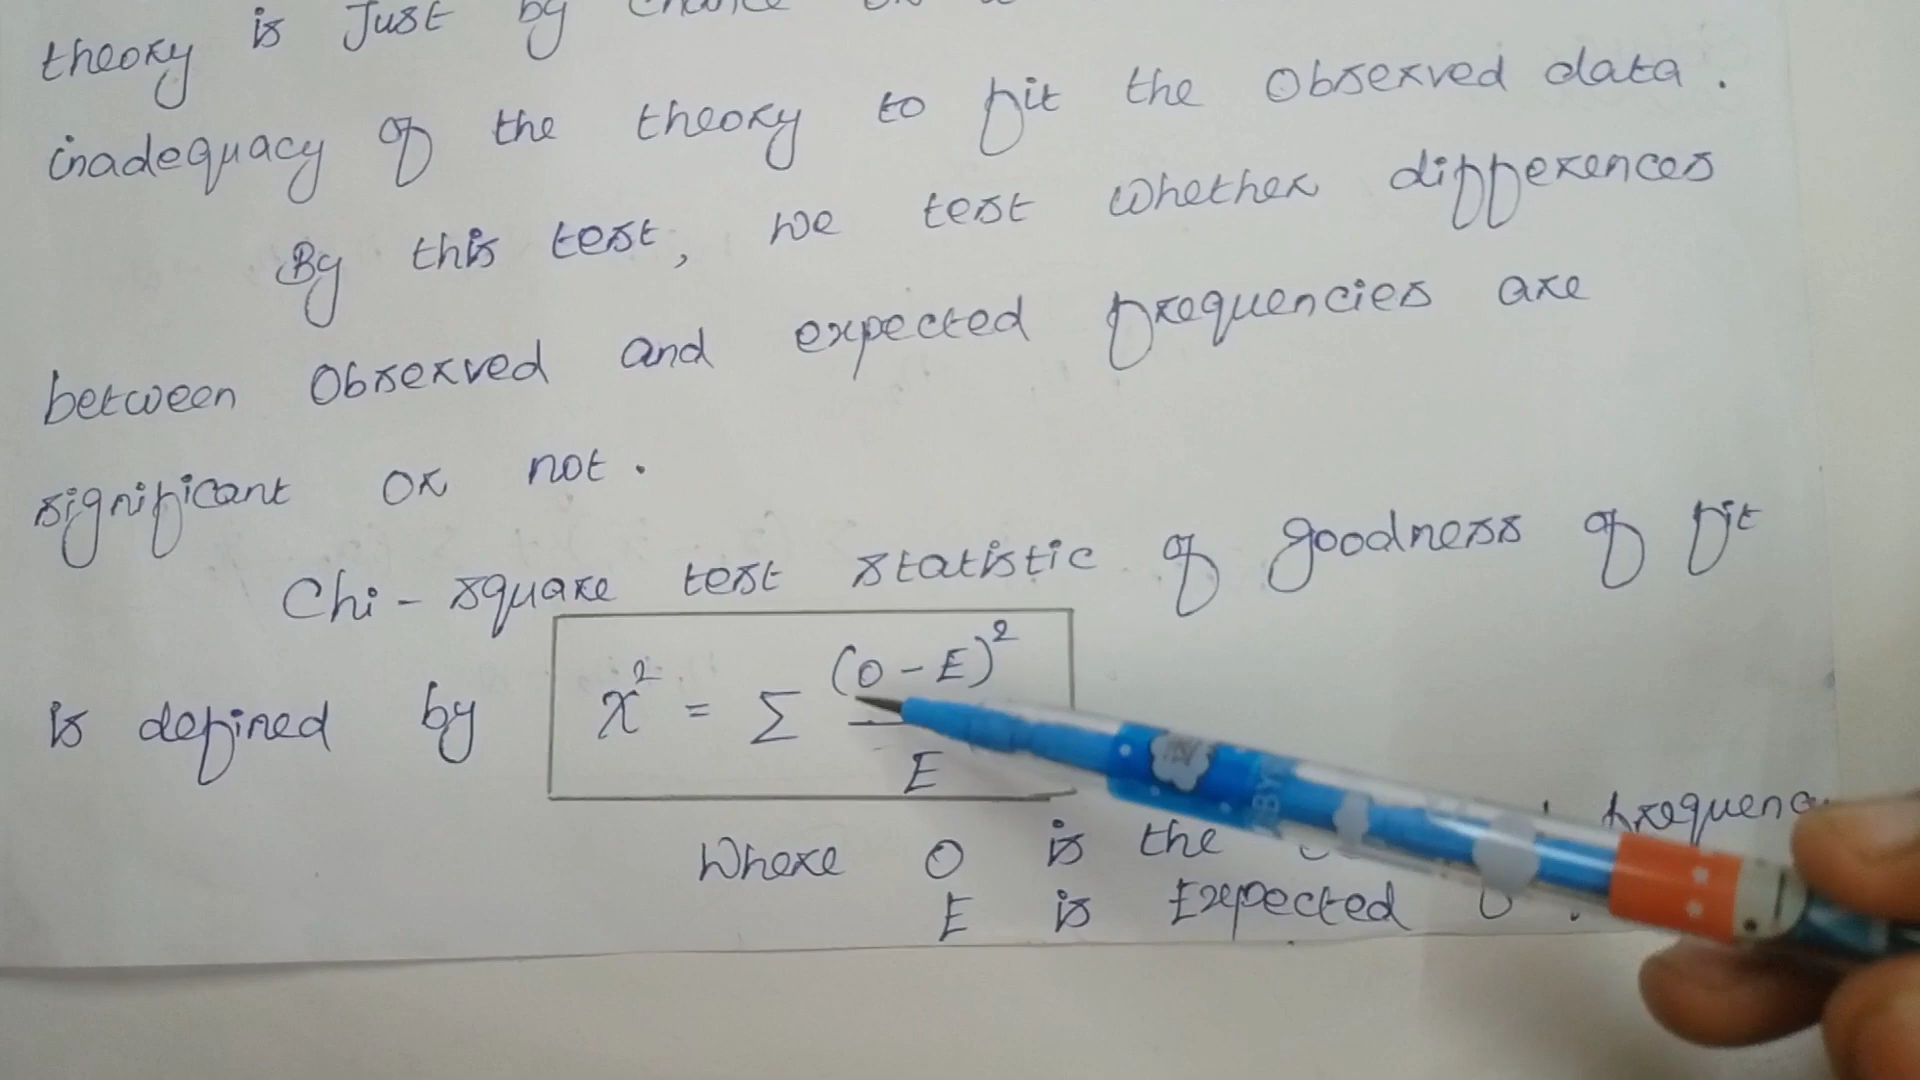 theory is Just by
inadequacy of the theory to fit the Observed data.
By this test, we test whether differences
between Observed and expected frequencies are
significant or not.
Chi-square test statistic of goodness of fit
is defined by χ² = Σ (O-E)² / E
Where O is the frequenc
E is Expected